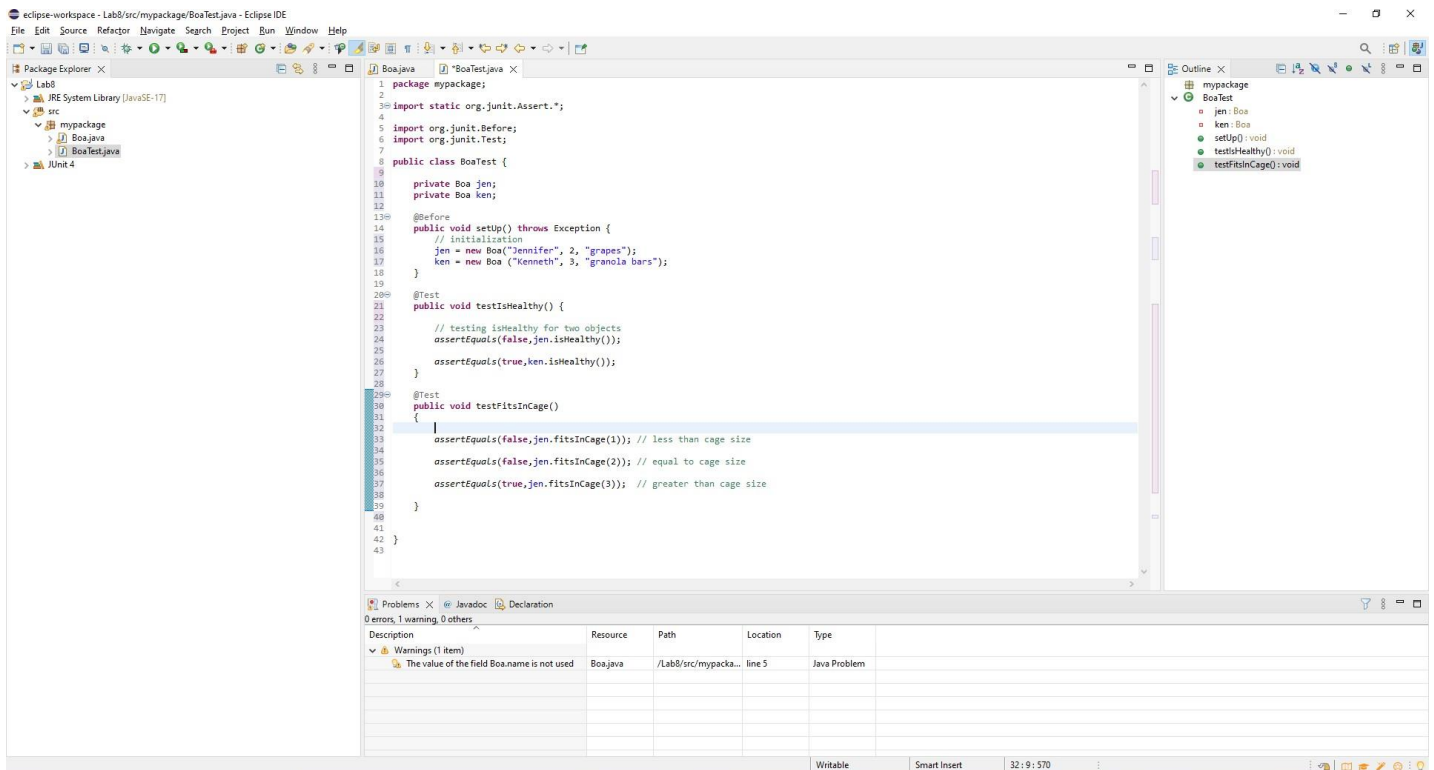 eclipse-workspace - Lab8/src/mypackage/BoaTest.java - Eclipse IDE
File Edit Source Refactor Navigate Search Project Run Window Help
Package Explorer
Lab8
JRE System Library [JavaSE-17]
src
mypackage
Boa.java
BoaTest.java
JUnit 4
Boa.java *BoaTest.java
1 package mypackage;
2
3 import static org.junit.Assert.*;
4
5 import org.junit.Before;
6 import org.junit.Test;
7
8 public class BoaTest {
9
10 private Boa jen;
11 private Boa ken;
12
13 @Before
14 public void setUp() throws Exception {
15 // initialization
16 jen = new Boa("Jennifer", 2, "grapes");
17 ken = new Boa ("Kenneth", 3, "granola bars");
18 }
19
20 @Test
21 public void testIsHealthy() {
22
23 // testing isHealthy for two objects
24 assertEquals(false,jen.isHealthy());
25
26 assertEquals(true,ken.isHealthy());
27 }
28
29 @Test
30 public void testFitsInCage()
31 {
32
33 assertEquals(false,jen.fitsInCage(1)); // less than cage size
34
35 assertEquals(false,jen.fitsInCage(2)); // equal to cage size
36
37 assertEquals(true,jen.fitsInCage(3)); // greater than cage size
38
39 }
40
41
42 }
43
Outline
mypackage
BoaTest
jen : Boa
ken : Boa
setUp() : void
testIsHealthy() : void
testFitsInCage() : void
Problems @ Javadoc Declaration
0 errors, 1 warning, 0 others
Description Resource Path Location Type
Warnings (1 item)
The value of the field Boa.name is not used Boa.java /Lab8/src/mypacka... line 5 Java Problem
Writable Smart Insert 32 : 9 : 570